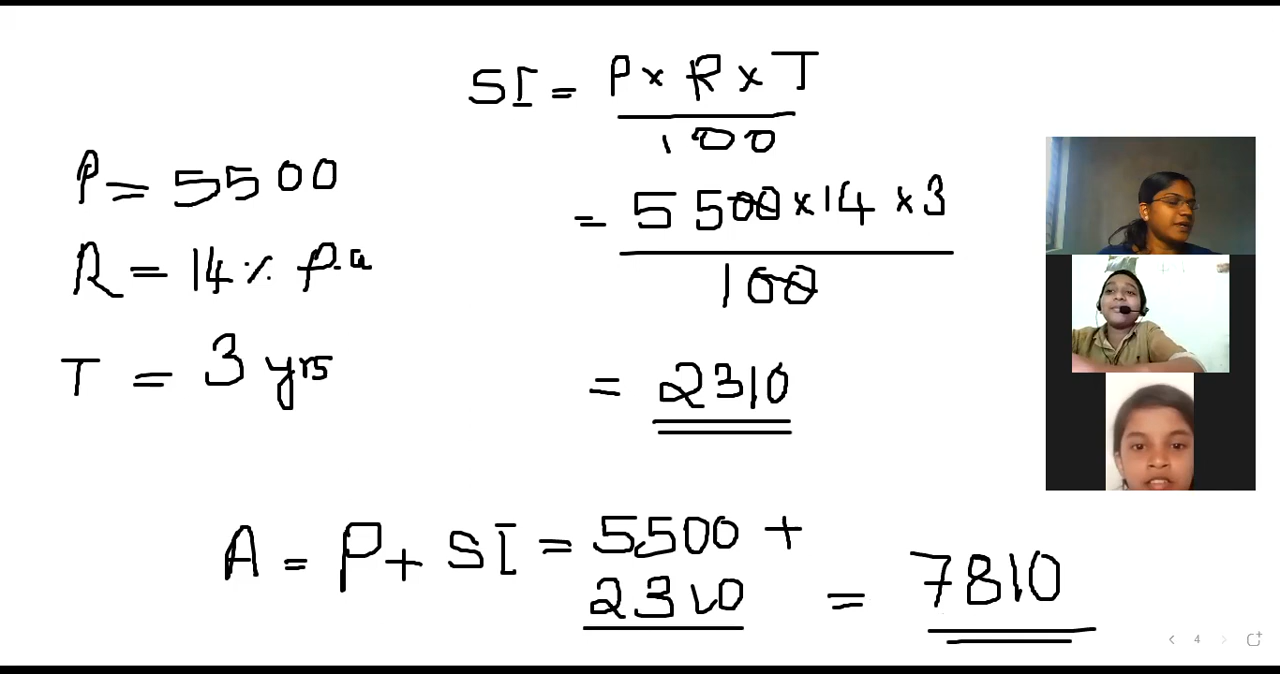 SI = P x R x T
100
P = 5500
= 5500 x 14 x 3
100
R = 14 % p.a
T = 3 yrs
= 2310
A = P + SI = 5500 +
2310
= 7810
4